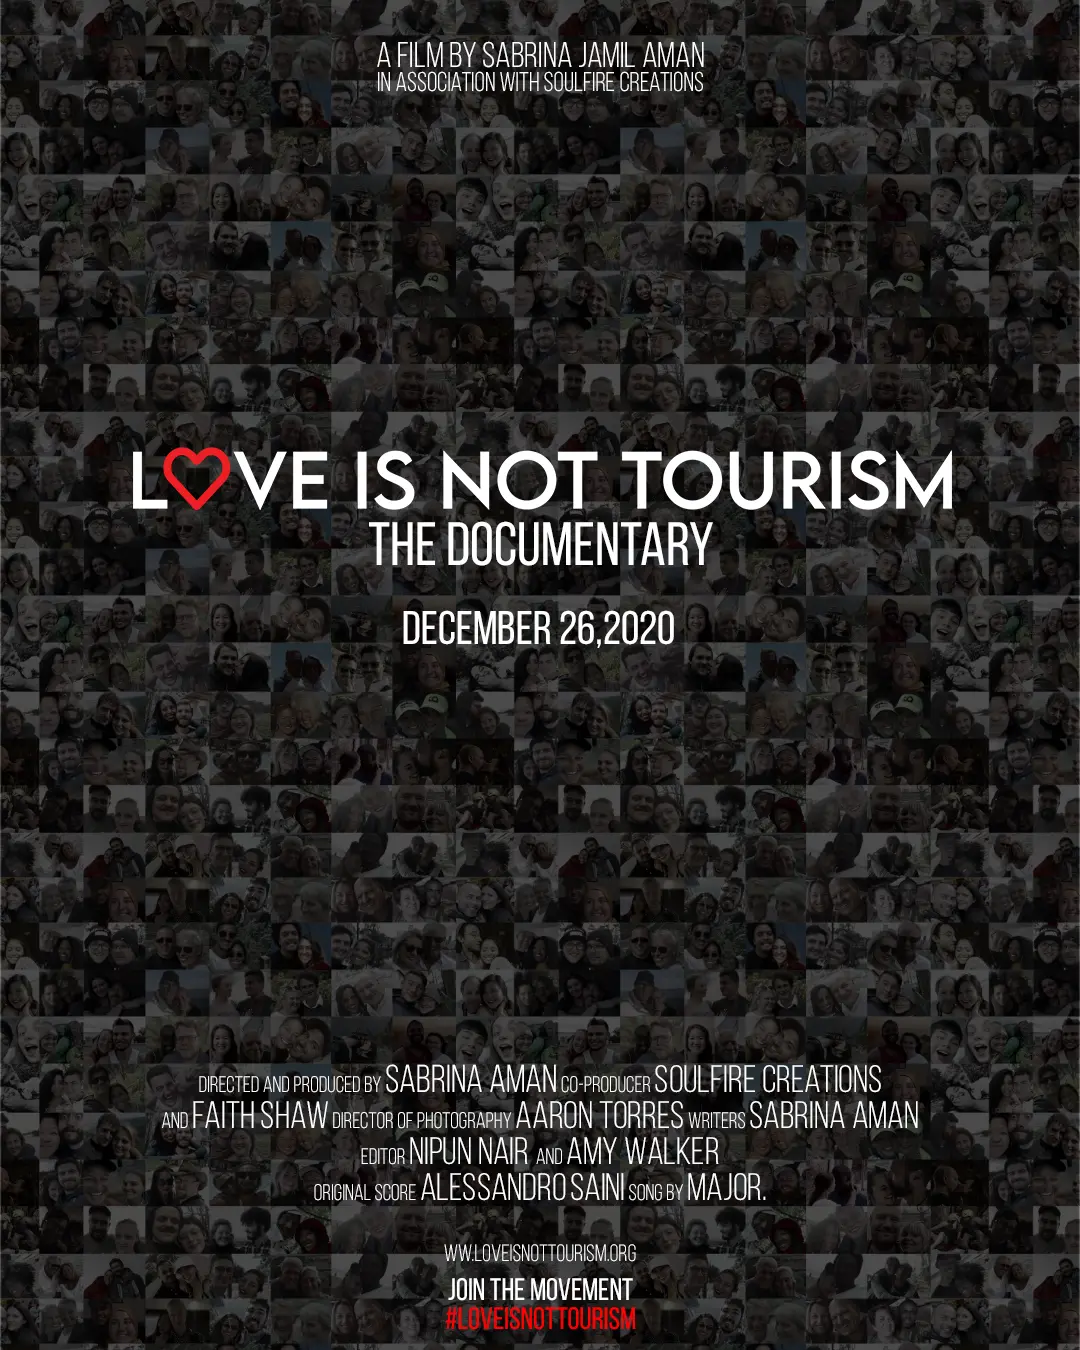 A FILM BY SABRINA JAMIL AMAN
IN ASSOCIATION WITH SOULFIRE CREATIONS
LOVE IS NOT TOURISM
THE DOCUMENTARY
DECEMBER 26,2020
DIRECTED AND PRODUCED BY SABRINA AMAN CO-PRODUCER SOULFIRE CREATIONS
AND FAITH SHAW DIRECTOR OF PHOTOGRAPHY AARON TORRES WRITERS SABRINA AMAN
EDITOR NIPUN NAIR AND AMY WALKER
ORIGINAL SCORE ALESSANDRO SAINI SONG BY MAJOR.
WW.LOVEISNOTTOURISM.ORG
JOIN THE MOVEMENT
#LOVEISNOTTOURISM